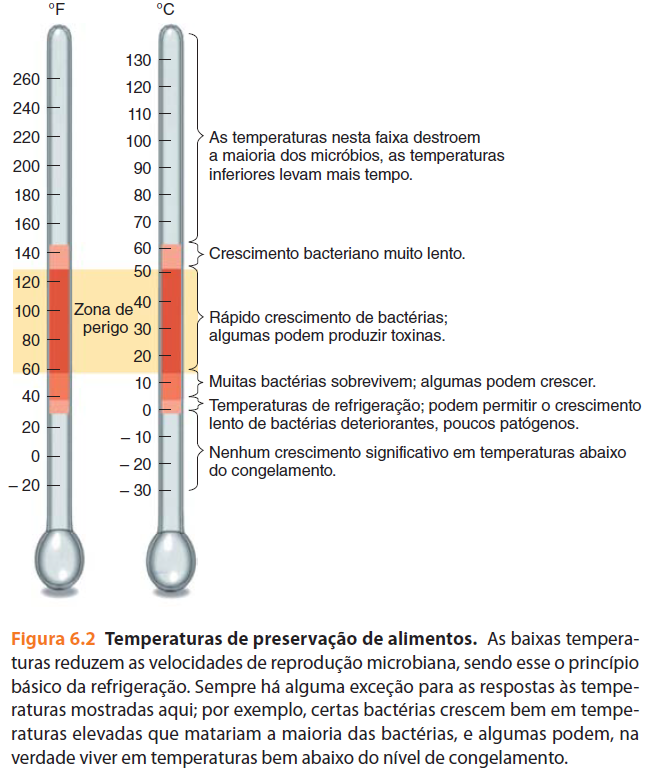 ºF
ºC
260
240
220
200
180
160
140
120
100
80
60
40
20
0
– 20
130
120
110
100
90
80
70
60
50
40
30
20
10
0
– 10
– 20
– 30
Zona de
perigo
As temperaturas nesta faixa destroem
a maioria dos micróbios, as temperaturas
inferiores levam mais tempo.
Crescimento bacteriano muito lento.
Rápido crescimento de bactérias;
algumas podem produzir toxinas.
Muitas bactérias sobrevivem; algumas podem crescer.
Temperaturas de refrigeração; podem permitir o crescimento
lento de bactérias deteriorantes, poucos patógenos.
Nenhum crescimento significativo em temperaturas abaixo
do congelamento.
Figura 6.2 Temperaturas de preservação de alimentos. As baixas tempera-
turas reduzem as velocidades de reprodução microbiana, sendo esse o princípio
básico da refrigeração. Sempre há alguma exceção para as respostas às tempe-
raturas mostradas aqui; por exemplo, certas bactérias crescem bem em tempe-
raturas elevadas que matariam a maioria das bactérias, e algumas podem, na
verdade viver em temperaturas bem abaixo do nível de congelamento.